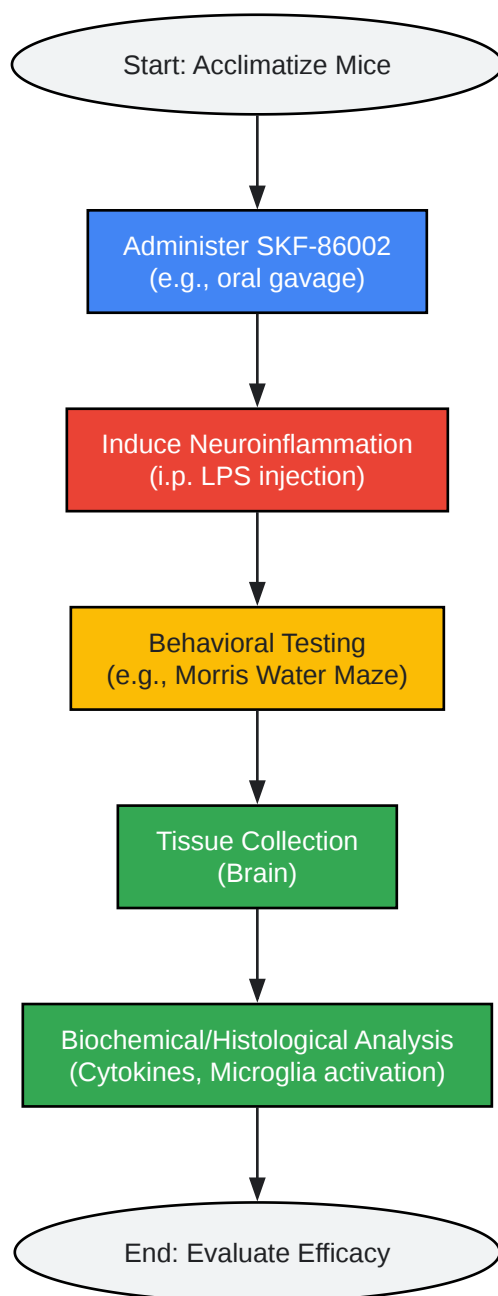 Start: Acclimatize Mice
Administer SKF-86002
(e.g., oral gavage)
Induce Neuroinflammation
(i.p. LPS injection)
Behavioral Testing
(e.g., Morris Water Maze)
Tissue Collection
(Brain)
Biochemical/Histological Analysis
(Cytokines, Microglia activation)
End: Evaluate Efficacy